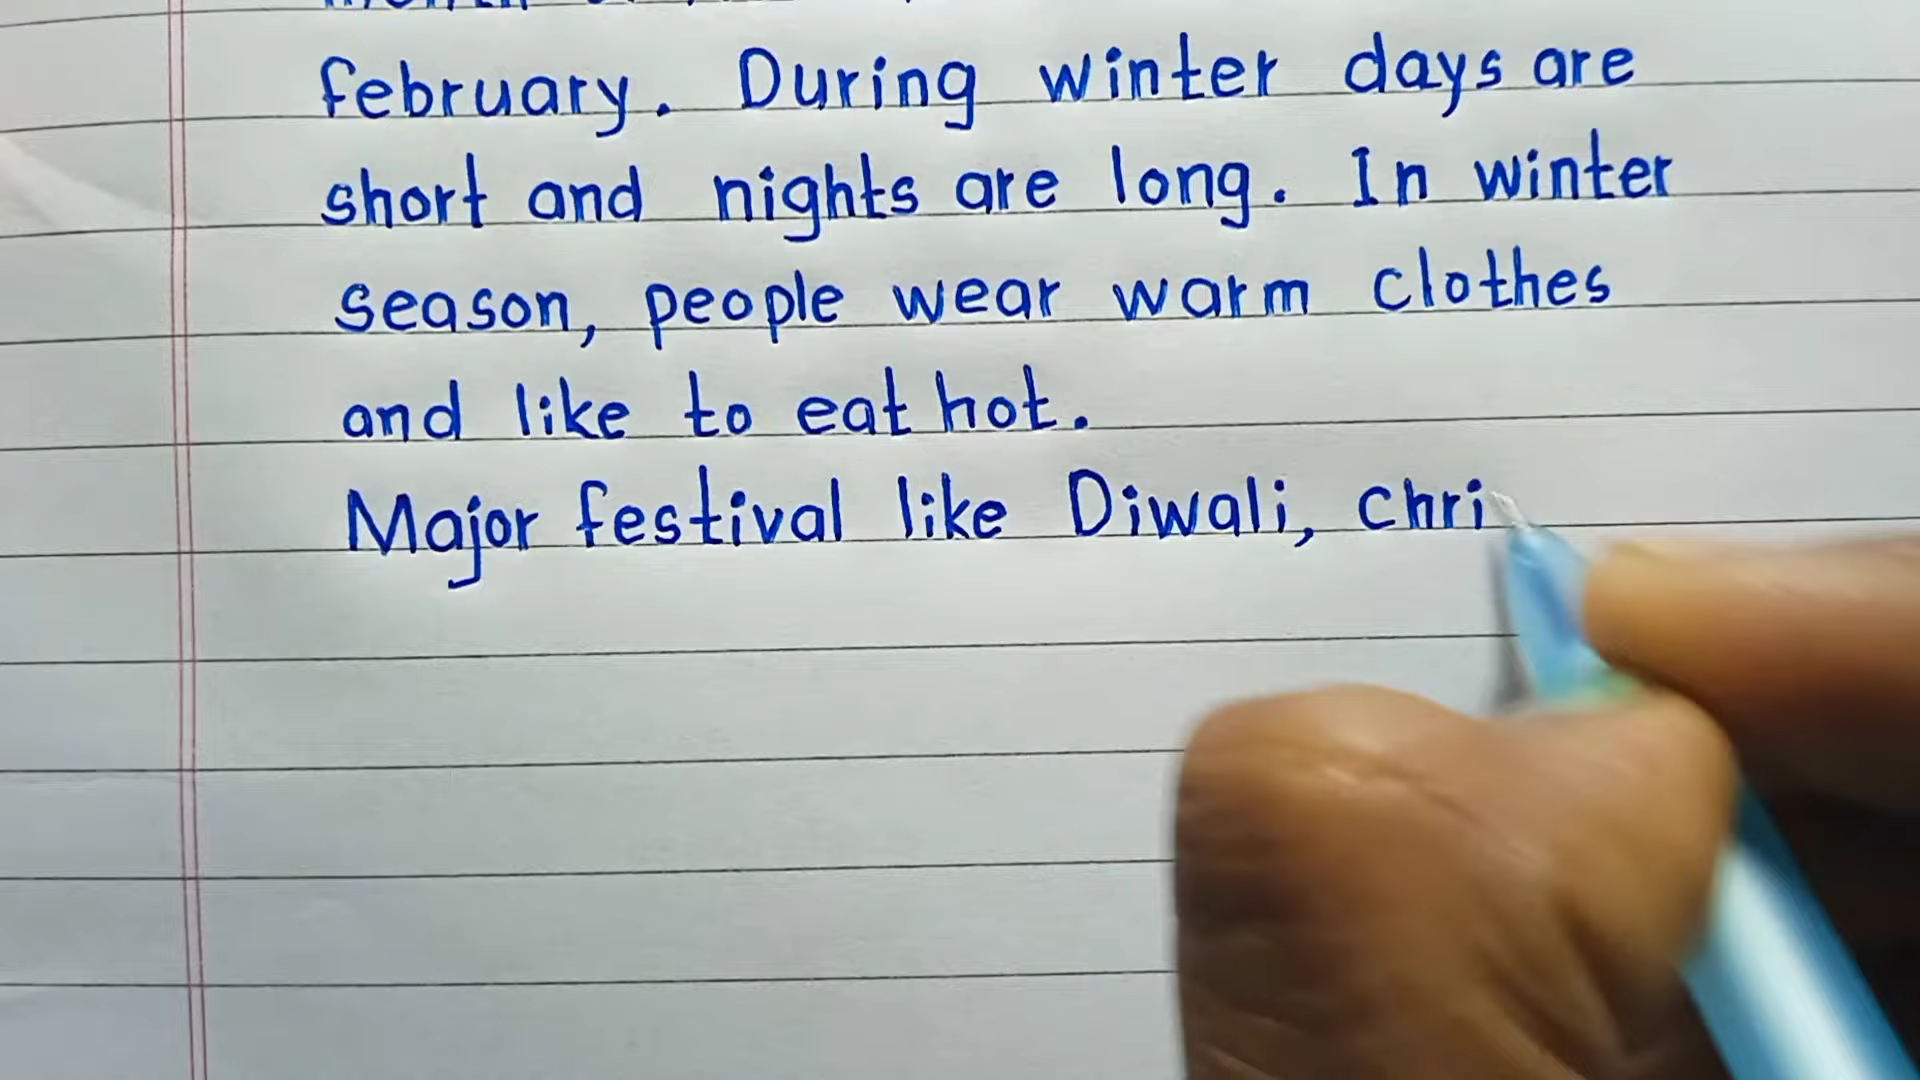 february. During winter days are
short and nights are long. In winter
season, people wear warm clothes
and like to eat hot.
Major festival like Diwali, chri